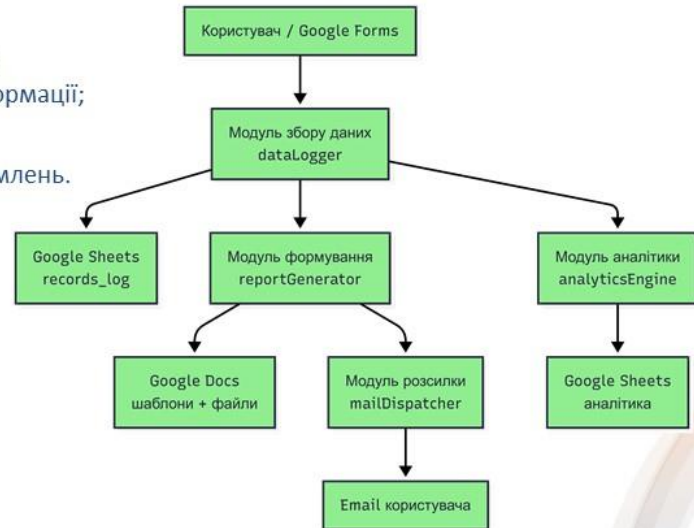 Користувач / Google Forms
ормації;
млень.
Модуль збору даних
dataLogger
Google Sheets
records_log
Модуль формування
reportGenerator
Модуль аналітики
analyticsEngine
Google Docs
шаблони + файли
Модуль розсилки
mailDispatcher
Google Sheets
аналітика
Email користувача